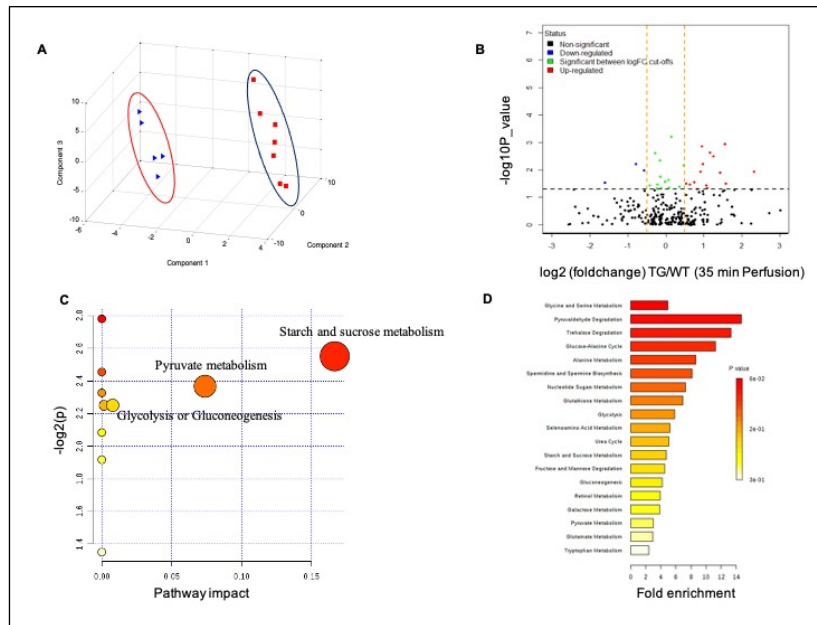 A
10
5
0
-5
-10
Component 3
-6
-4
-2
0
2
4
Component 1
-10
0
10
Component 2
B
Status
Non-significant
Down-regulated
Significant between logFC cut-offs
Up-regulated
7
6
5
4
3
2
1
0
-log10P_value
-3
-2
-1
0
1
2
3
log2 (foldchange) TG/WT (35 min Perfusion)
C
Starch and sucrose metabolism
Pyruvate metabolism
Glycolysis or Gluconeogenesis
2.8
2.6
2.4
2.2
2.0
1.8
1.6
1.4
-log2(p)
0.00
0.05
0.10
0.15
Pathway impact
D
Glycine and Serine Metabolism
Pyruvaldehyde Degradation
Trehalose Degradation
Glucose-Alanine Cycle
Alanine Metabolism
Spermidine and Spermine Biosynthesis
Nucleotide Sugars Metabolism
Glutathione Metabolism
Glycolysis
Selenoamino Acid Metabolism
Urea Cycle
Starch and Sucrose Metabolism
Fructose and Mannose Degradation
Gluconeogenesis
Retinol Metabolism
Galactose Metabolism
Pyruvate Metabolism
Glutamate Metabolism
Tryptophan Metabolism
P value
6e-02
2e-01
3e-01
0
2
4
6
8
10
12
14
Fold enrichment